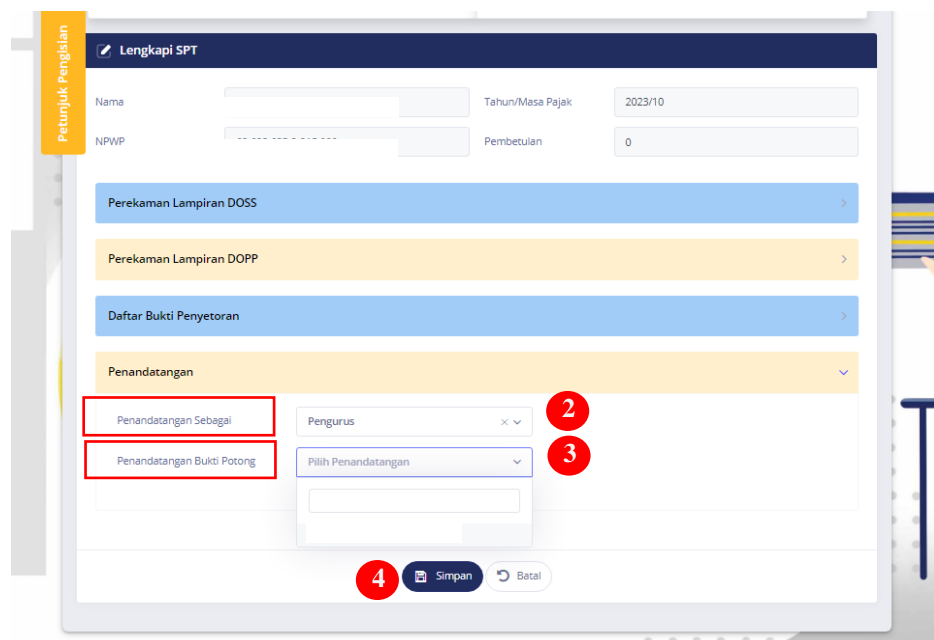 Petunjuk Pengisian
Lengkapi SPT
Nama
Tahun/Masa Pajak 2023/10
NPWP
Pembetulan 0
Perekaman Lampiran DOSS
Perekaman Lampiran DOPP
Daftar Bukti Penyetoran
Penandatangan
Penandatangan Sebagai Pengurus 2
Penandatangan Bukti Potong Pilih Penandatangan 3
4 Simpan Batal